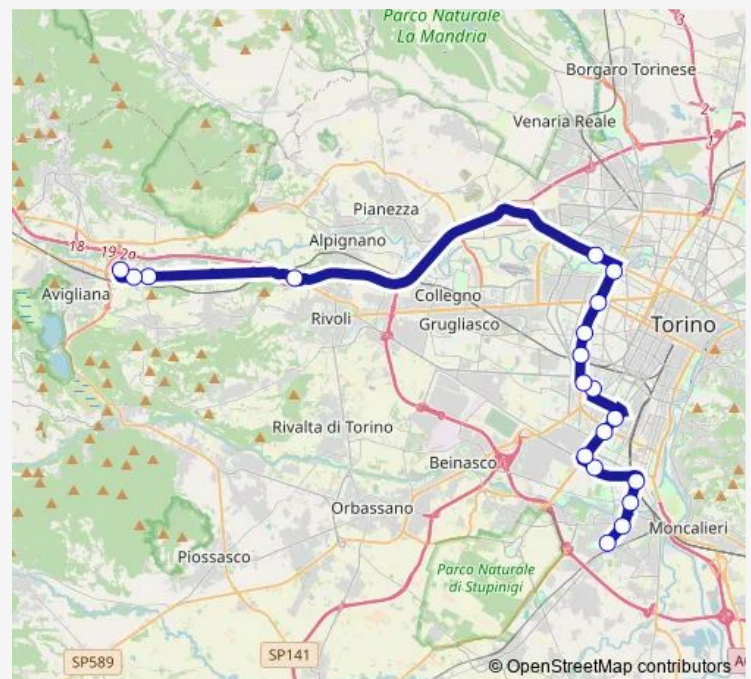 Parco Naturale
La Mandria
Borgaro Torinese
3
2
1
Venaria Reale
Pianezza
Alpignano
18
19
2a
Avigliana
Collegno
Rivoli
Grugliasco
Torino
Rivalta di Torino
Beinasco
Orbassano
Moncalieri
Piossasco
Parco Naturale
di Stupinigi
SP589
SP141
© OpenStreetMap contributors